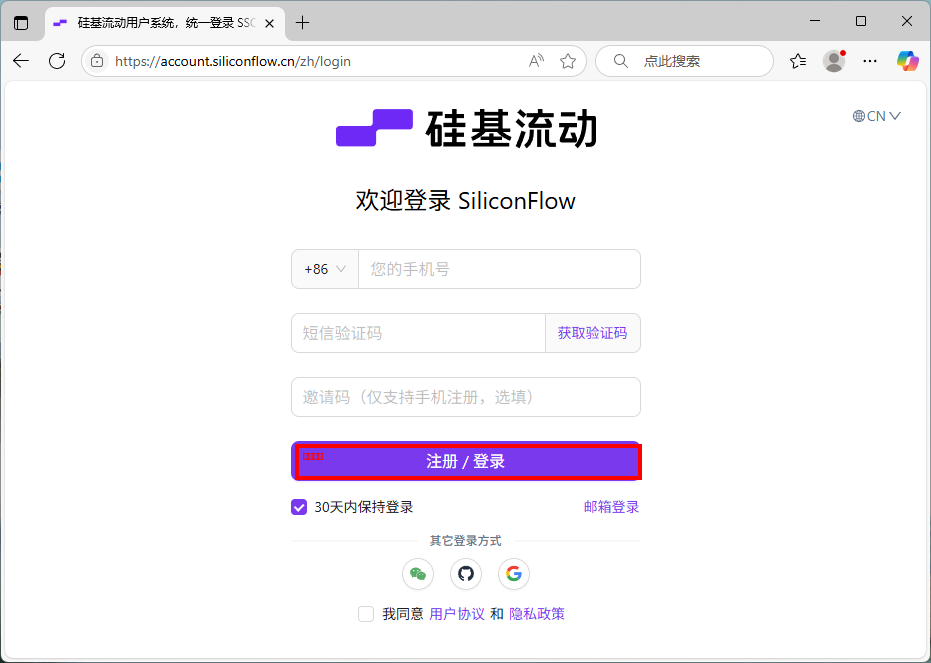 硅基流动用户系统，统一登录 SSO
https://account.siliconflow.cn/zh/login
点此搜索
CN
硅基流动
欢迎登录 SiliconFlow
+86 您的手机号
短信验证码 获取验证码
邀请码（仅支持手机注册，选填）
注册 / 登录
30天内保持登录 邮箱登录
其它登录方式
我同意 用户协议 和 隐私政策